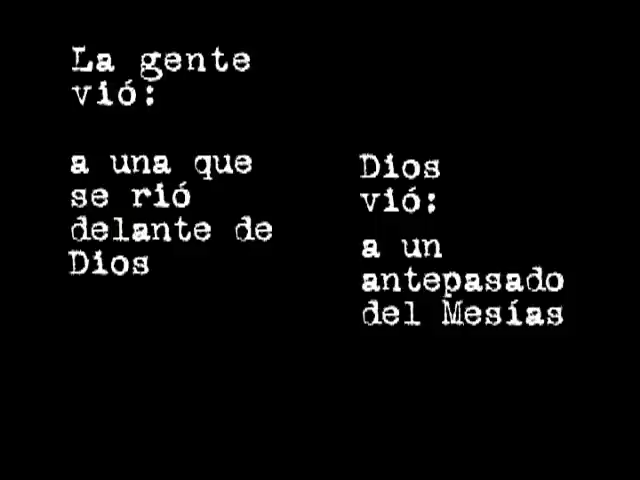 La gente
vió:
a una que
se rió
delante de
Dios
Dios
vió:
a un
antepasado
del Mesías